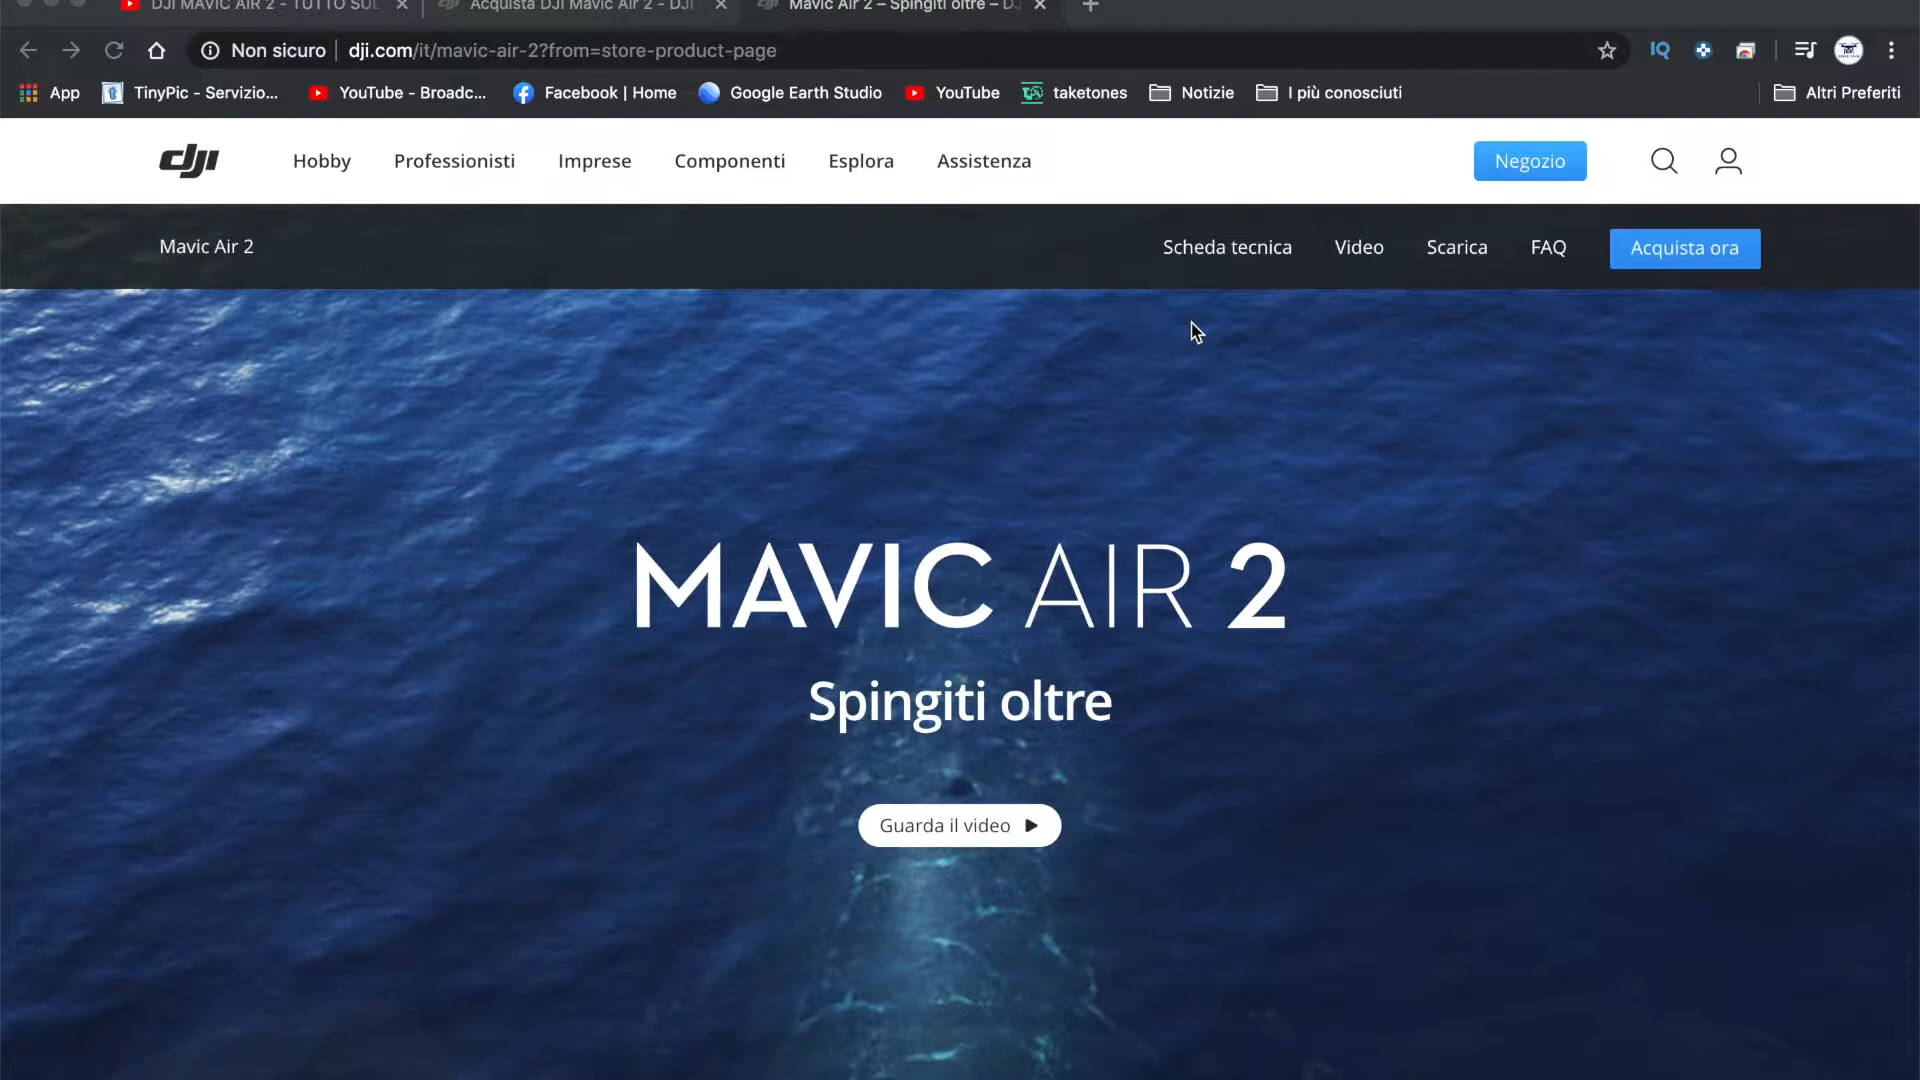 DJI MAVIC AIR 2 - TUTTO SUL
Acquista DJI Mavic Air 2 - DJI
Mavic Air 2 – Spingiti oltre – D
Non sicuro | dji.com/it/mavic-air-2?from=store-product-page
IQ
App TinyPic - Servizio... YouTube - Broadc... Facebook | Home Google Earth Studio YouTube taketones Notizie I più conosciuti Altri Preferiti
dji Hobby Professionisti Imprese Componenti Esplora Assistenza Negozio
Mavic Air 2 Scheda tecnica Video Scarica FAQ Acquista ora
MAVIC AIR 2
Spingiti oltre
Guarda il video